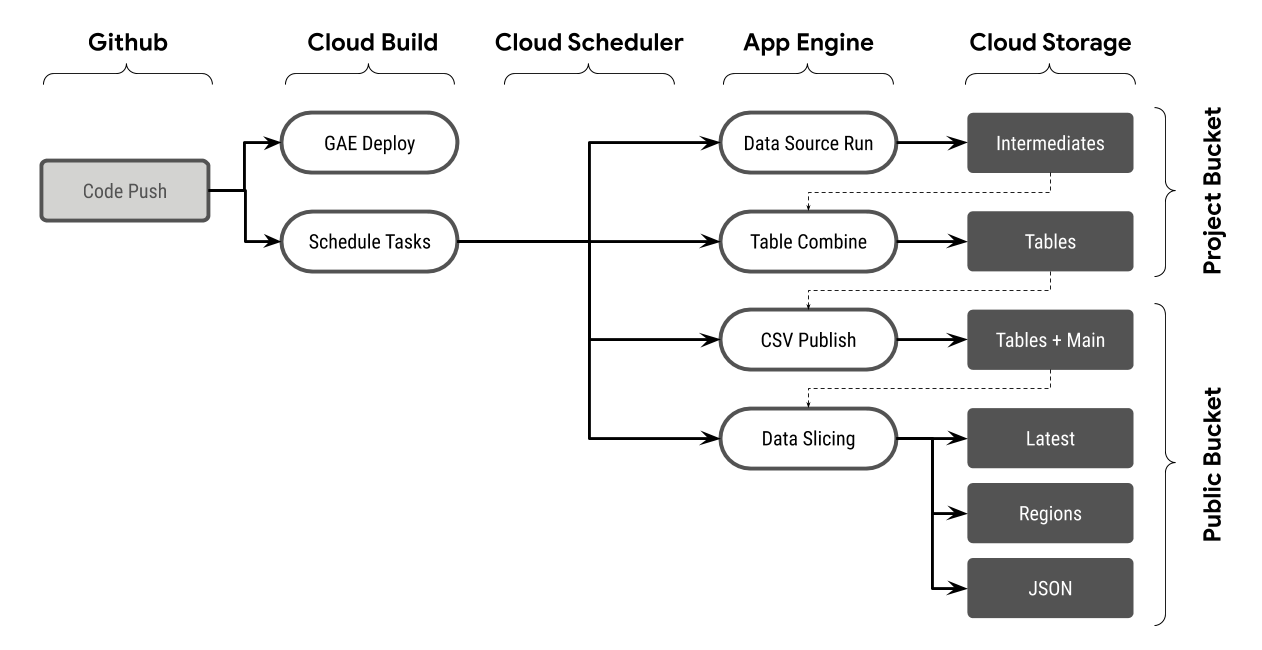 Github
Cloud Build
Cloud Scheduler
App Engine
Cloud Storage
Code Push
GAE Deploy
Schedule Tasks
Data Source Run
Intermediates
Table Combine
Tables
CSV Publish
Tables + Main
Data Slicing
Latest
Regions
JSON
Project Bucket
Public Bucket